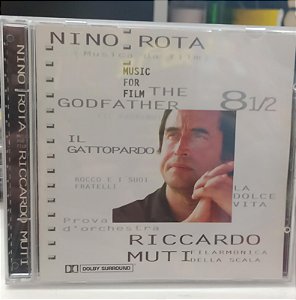 NINO ROTA
Musica da Film
MUSIC
FOR
FILM
THE
GODFATHER
8 1/2
IL
GATTOPARDO
ROCCO E I SUOI
FRATELLI
LA
DOLCE
VITA
Prova
d'orchestra
RICCARDO
MUTI
FILARMONICA
DELLA SCALA
DOLBY SURROUND
NINO ROTA
RICCARDO MUTI